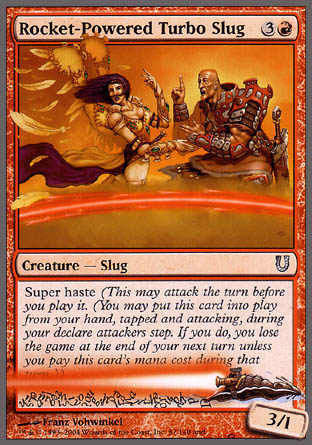 Rocket-Powered Turbo Slug 3
Creature — Slug
Super haste (This may attack the turn before
you play it. (You may put this card into play
from your hand, tapped and attacking, during
your declare attackers step. If you do, you lose
the game at the end of your next turn unless
you pay this card's mana cost during that
Franz Vohwinkel
3/1